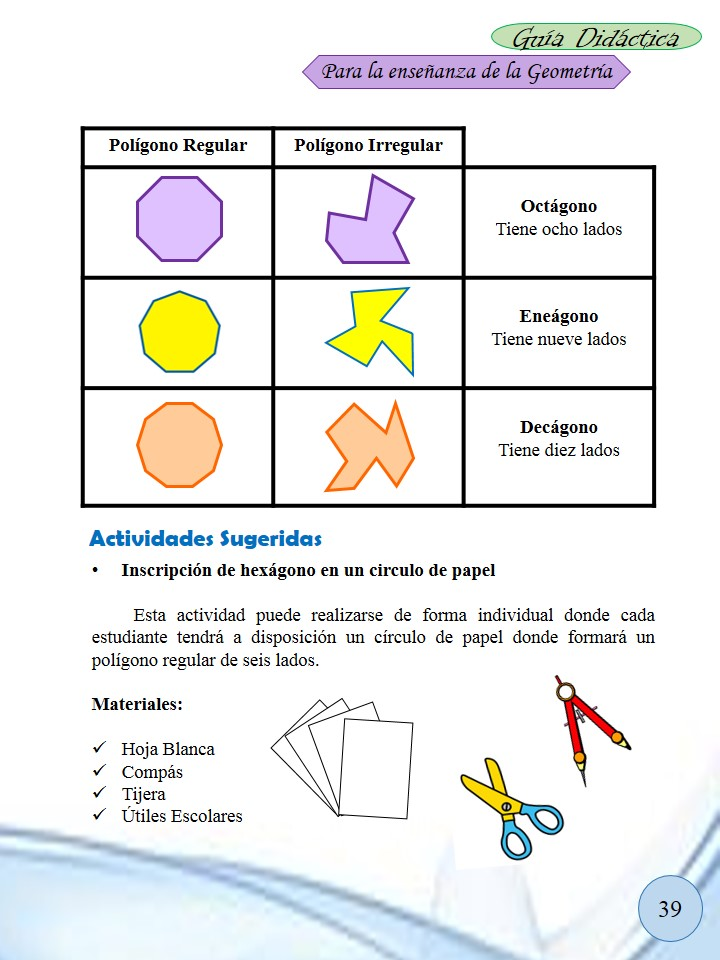 Guía Didáctica
Para la enseñanza de la Geometría
Polígono Regular
Polígono Irregular
Octágono
Tiene ocho lados
Eneágono
Tiene nueve lados
Decágono
Tiene diez lados
Actividades Sugeridas
• Inscripción de hexágono en un circulo de papel
Esta actividad puede realizarse de forma individual donde cada
estudiante tendrá a disposición un círculo de papel donde formará un
polígono regular de seis lados.
Materiales:
✓ Hoja Blanca
✓ Compás
✓ Tijera
✓ Útiles Escolares
39